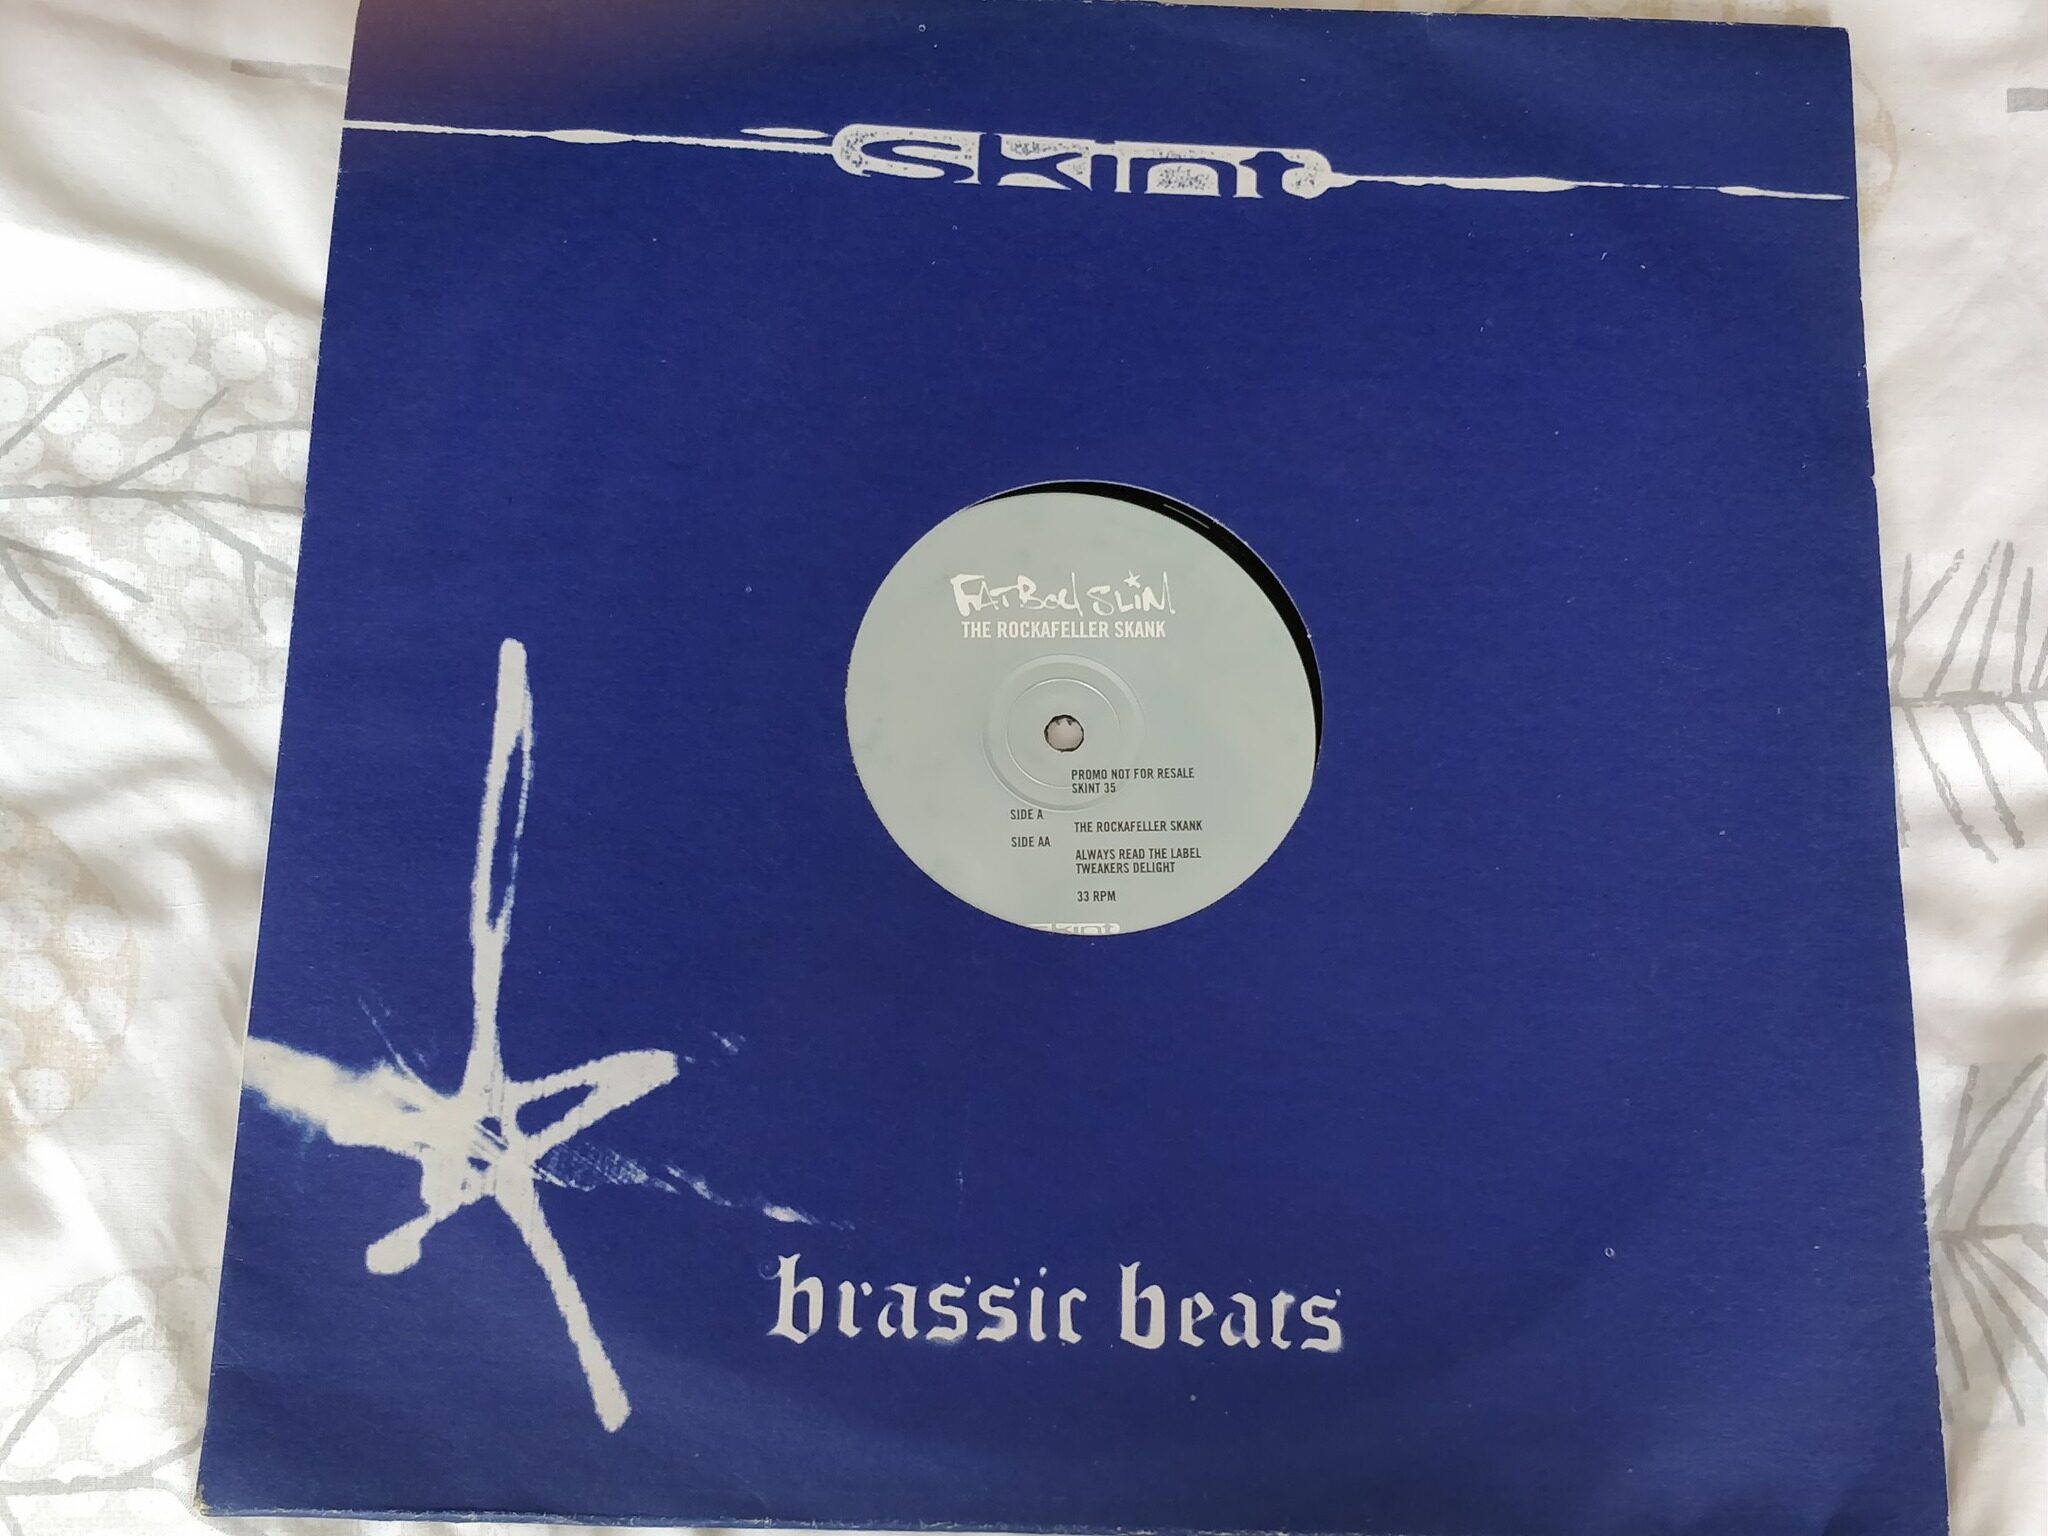 skint
FATBOY SLIM
THE ROCKAFELLER SKANK
PROMO NOT FOR RESALE
SKINT 35
SIDE A
THE ROCKAFELLER SKANK
SIDE AA
ALWAYS READ THE LABEL
TWEAKERS DELIGHT
33 RPM
skint
brassic beats